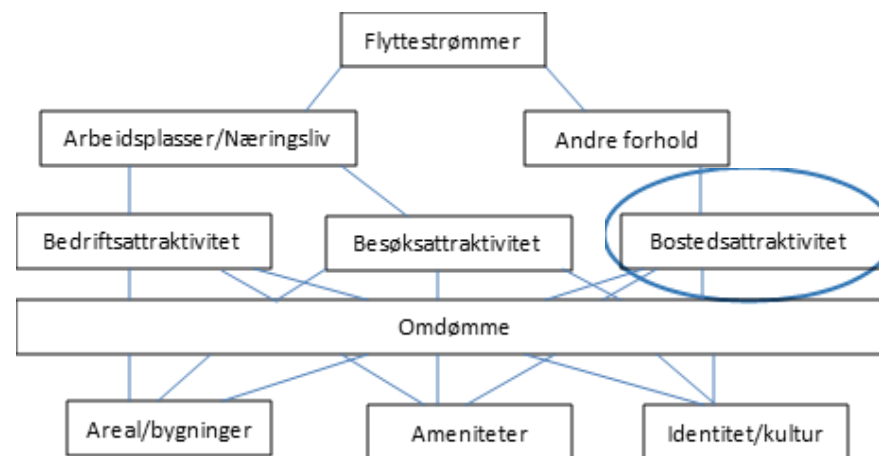 Flyttestrømmer
Arbeidsplasser/Næringsliv
Andre forhold
Bedriftsattraktivitet
Besøksattraktivitet
Bostedsattraktivitet
Omdømme
Areal/bygninger
Ameniteter
Identitet/kultur